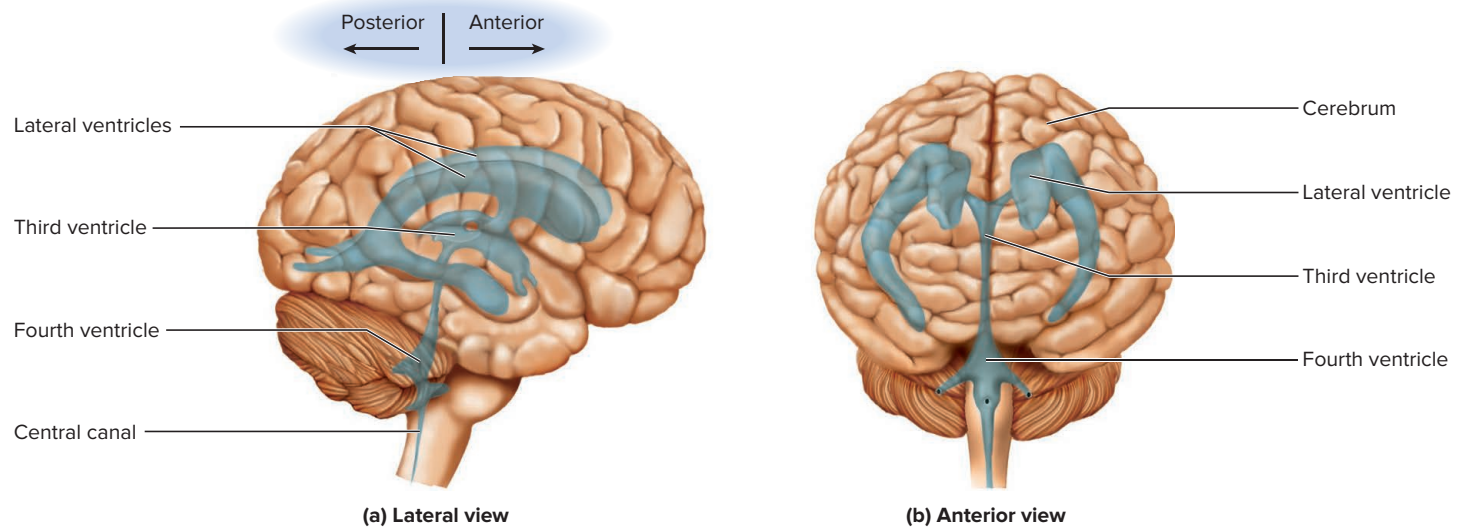 Posterior
Anterior
Lateral ventricles
Third ventricle
Fourth ventricle
Central canal
(a) Lateral view
Cerebrum
Lateral ventricle
Third ventricle
Fourth ventricle
(b) Anterior view